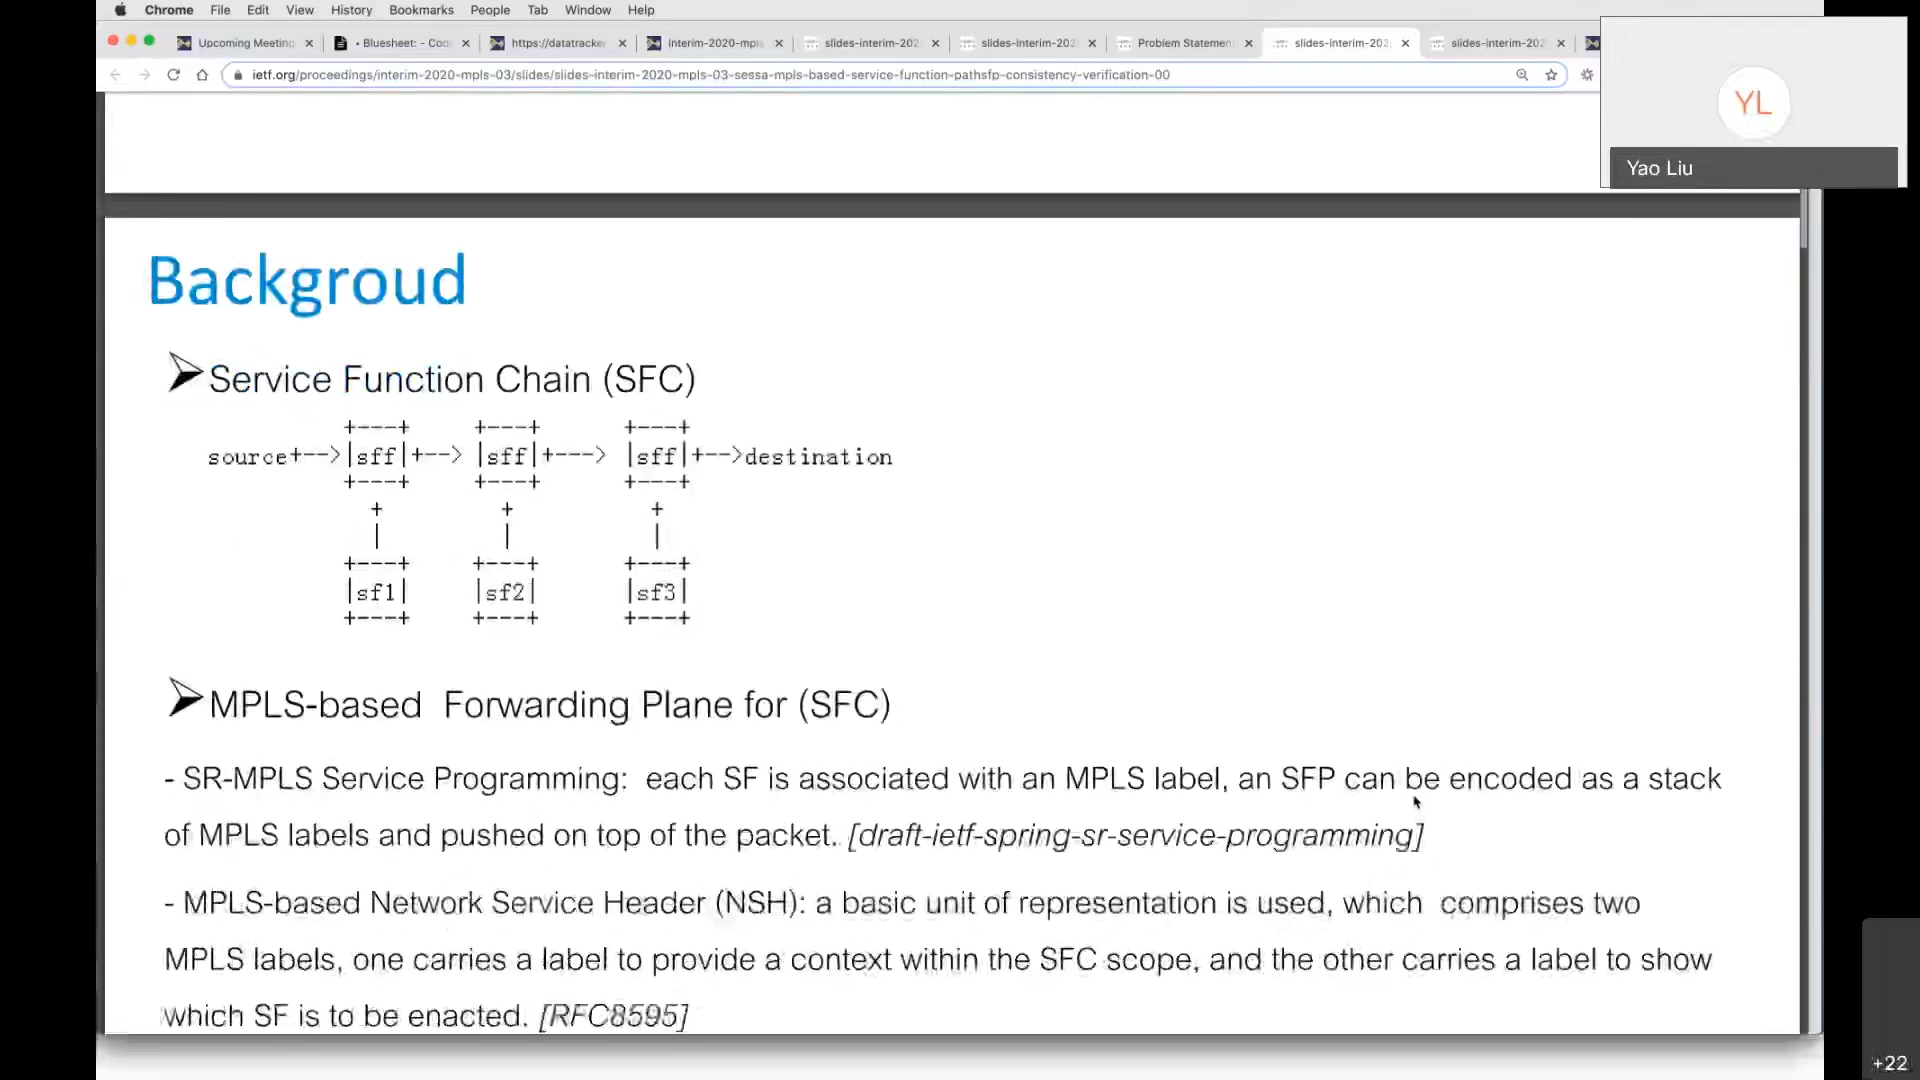 Chrome File Edit View History Bookmarks People Tab Window Help
Upcoming Meeting × • Bluesheet: - Cod × https://datatracke × Interim-2020-mpls × slides-interim-202 × slides-interim-202 × Problem Statemen × slides-interim-202 × slides-interim-202 ×
ietf.org/proceedings/interim-2020-mpls-03/slides/slides-interim-2020-mpls-03-sessa-mpls-based-service-function-pathsfp-consistency-verification-00
YL
Yao Liu
Backgroud
➢Service Function Chain (SFC)
+---+ +---+ +---+
source+-->|sff|+--> |sff|+---> |sff|+-->destination
+---+ +---+ +---+
+ + +
| | |
+---+ +---+ +---+
|sf1| |sf2| |sf3|
+---+ +---+ +---+
➢MPLS-based Forwarding Plane for (SFC)
- SR-MPLS Service Programming: each SF is associated with an MPLS label, an SFP can be encoded as a stack
of MPLS labels and pushed on top of the packet. [draft-ietf-spring-sr-service-programming]
- MPLS-based Network Service Header (NSH): a basic unit of representation is used, which comprises two
MPLS labels, one carries a label to provide a context within the SFC scope, and the other carries a label to show
which SF is to be enacted. [RFC8595]
+22